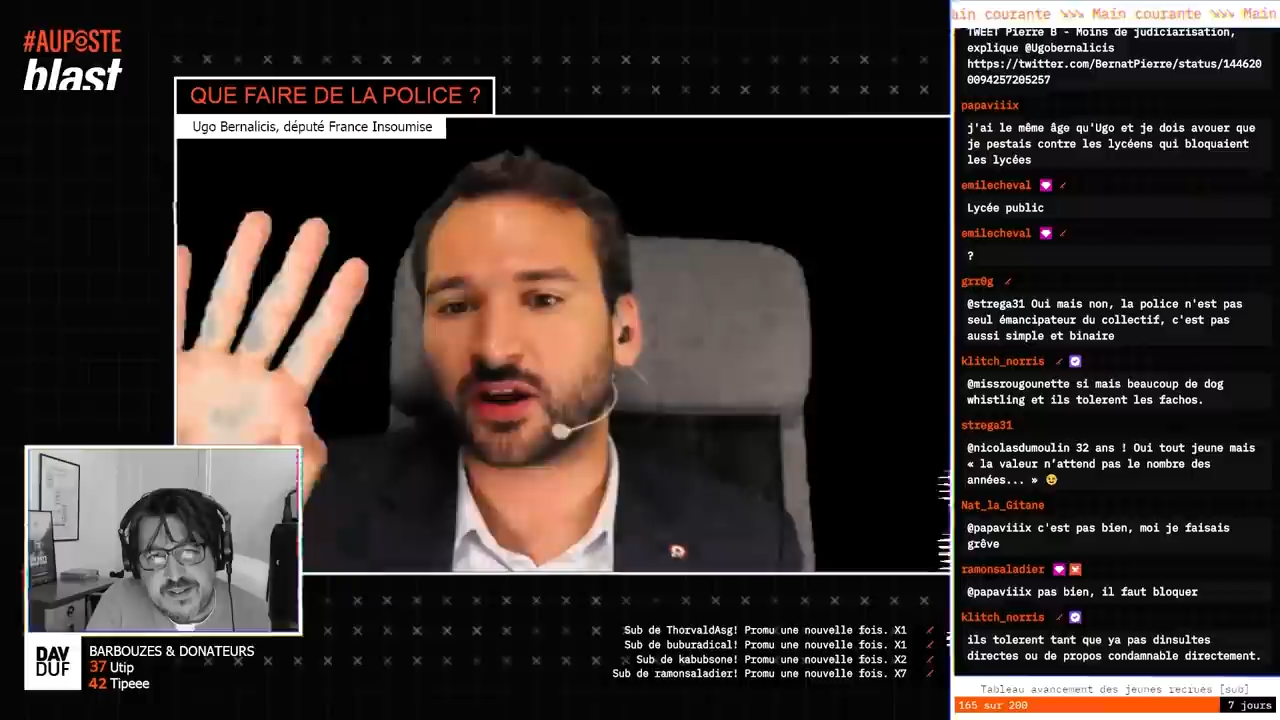 #AUPOSTE
blast
QUE FAIRE DE LA POLICE ?
Ugo Bernalicis, député France Insoumise
DAV
DUF
BARBOUZES & DONATEURS
37 Utip
42 Tipeee
Sub de ThorvaldAsg! Promu une nouvelle fois. X1
Sub de buburadical! Promu une nouvelle fois. X1
Sub de kabubsone! Promu une nouvelle fois. X2
Sub de ramonsaladier! Promu une nouvelle fois. X7
ain courante >>> Main courante >>> Main
TWEET Pierre B - Moins de judiciarisation,
explique @Ugobernalicis
https://twitter.com/BernatPierre/status/144620
0094257205257
papaviiix
j'ai le même âge qu'Ugo et je dois avouer que
je pestais contre les lycéens qui bloquaient
les lycées
emilecheval
Lycée public
emilecheval
?
grr0g
@strega31 Oui mais non, la police n'est pas
seul émancipateur du collectif, c'est pas
aussi simple et binaire
klitch_norris
@missrougounette si mais beaucoup de dog
whistling et ils tolerent les fachos.
strega31
@nicolasdumoulin 32 ans ! Oui tout jeune mais
« la valeur n’attend pas le nombre des
années... » 😉
Nat_la_Gitane
@papaviiix c'est pas bien, moi je faisais
grêve
ramonsaladier
@papaviix pas bien, il faut bloquer
klitch_norris
ils tolerent tant que ya pas dinsultes
directes ou de propos condamnable directement.
Tableau avancement des jeunes recrues [sub]
165 sur 200
7 jours